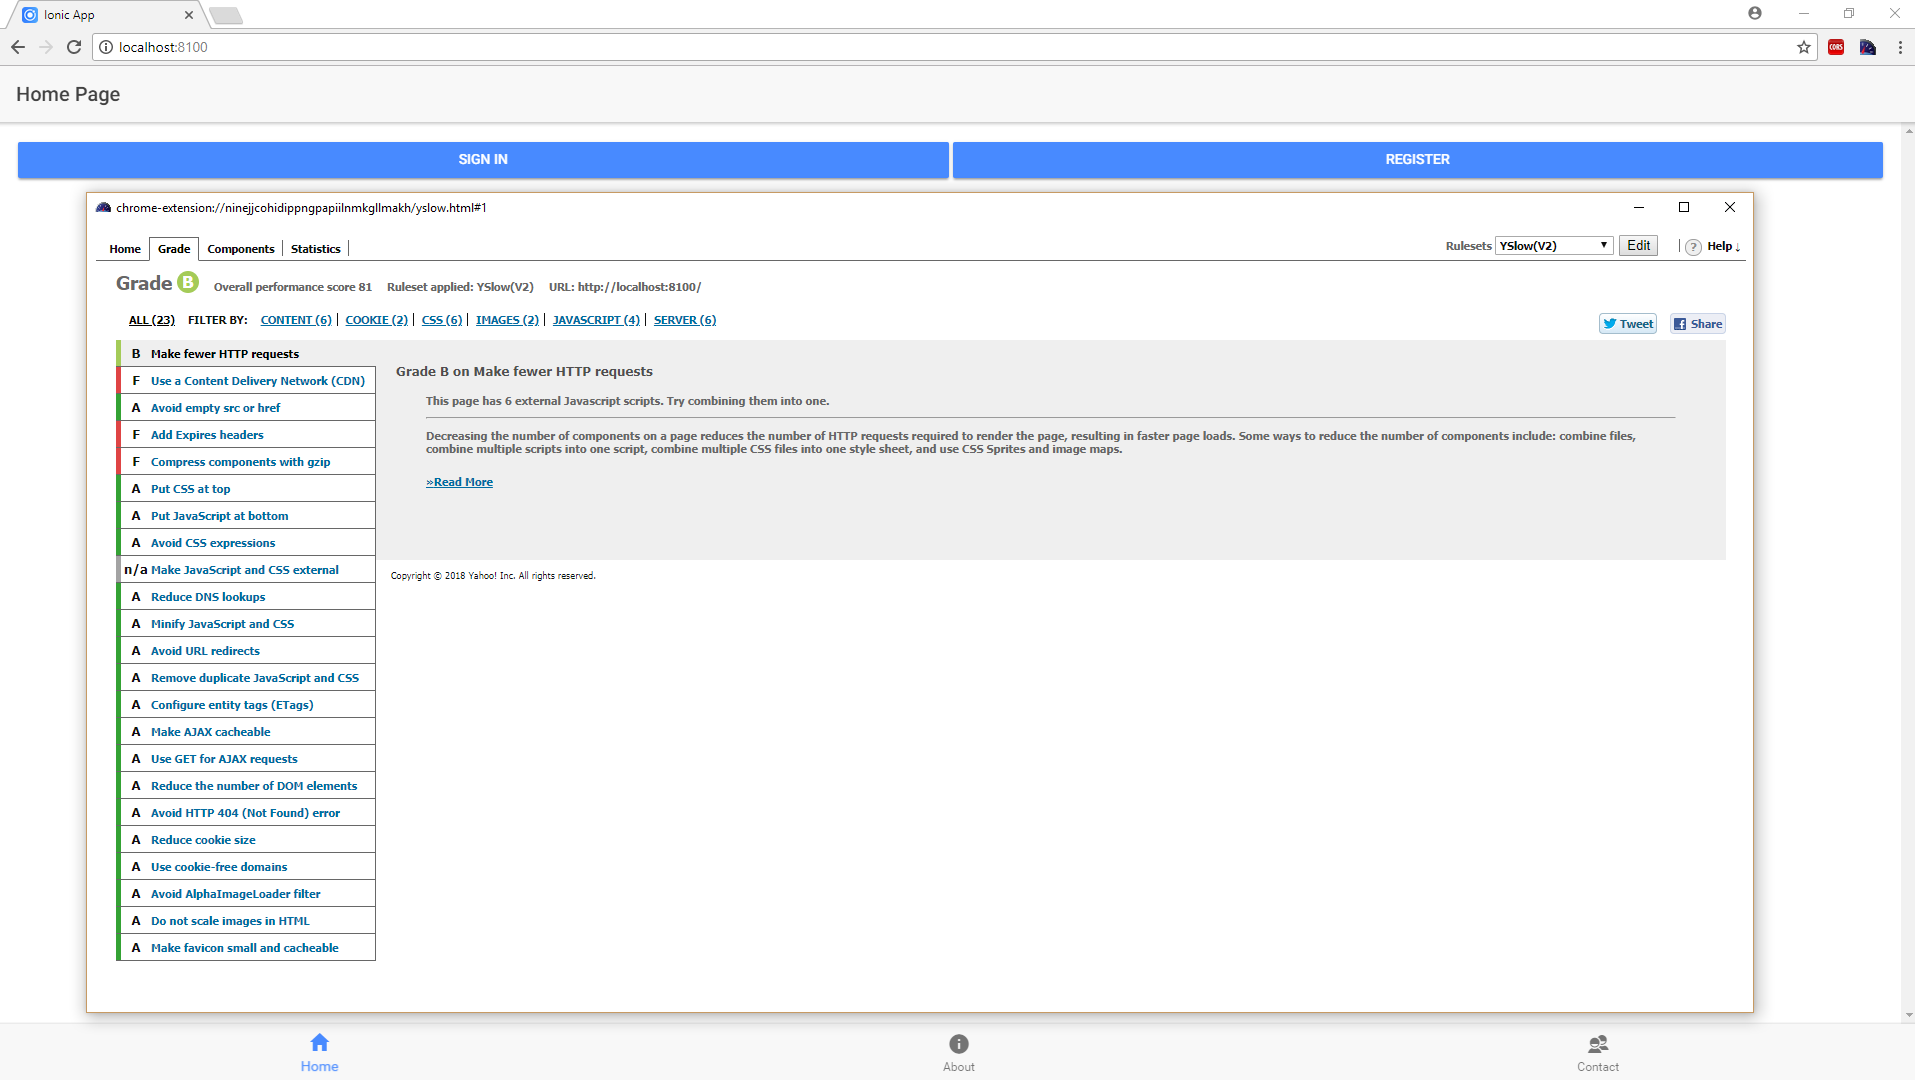 Ionic App
localhost:8100
CORS
Home Page
SIGN IN
REGISTER
chrome-extension://ninejjcohidippngpapiilnmkgllmakh/yslow.html#1
Home Grade Components Statistics
Rulesets YSlow(V2) Edit ? Help ↓
Grade B Overall performance score 81 Ruleset applied: YSlow(V2) URL: http://localhost:8100/
ALL (23) FILTER BY: CONTENT (6) COOKIE (2) CSS (6) IMAGES (2) JAVASCRIPT (4) SERVER (6)
Tweet Share
B Make fewer HTTP requests
F Use a Content Delivery Network (CDN)
A Avoid empty src or href
F Add Expires headers
F Compress components with gzip
A Put CSS at top
A Put JavaScript at bottom
A Avoid CSS expressions
n/a Make JavaScript and CSS external
A Reduce DNS lookups
A Minify JavaScript and CSS
A Avoid URL redirects
A Remove duplicate JavaScript and CSS
A Configure entity tags (ETags)
A Make AJAX cacheable
A Use GET for AJAX requests
A Reduce the number of DOM elements
A Avoid HTTP 404 (Not Found) error
A Reduce cookie size
A Use cookie-free domains
A Avoid AlphaImageLoader filter
A Do not scale images in HTML
A Make favicon small and cacheable
Grade B on Make fewer HTTP requests
This page has 6 external Javascript scripts. Try combining them into one.
Decreasing the number of components on a page reduces the number of HTTP requests required to render the page, resulting in faster page loads. Some ways to reduce the number of components include: combine files,
combine multiple scripts into one script, combine multiple CSS files into one style sheet, and use CSS Sprites and image maps.
»Read More
Copyright © 2018 Yahoo! Inc. All rights reserved.
Home
About
Contact